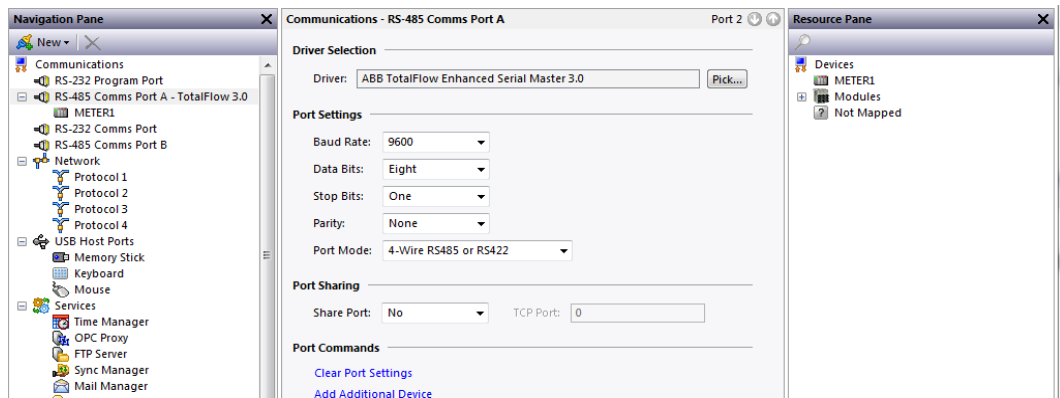 Navigation Pane
New
Communications
RS-232 Program Port
RS-485 Comms Port A - TotalFlow 3.0
METER1
RS-232 Comms Port
RS-485 Comms Port B
Network
Protocol 1
Protocol 2
Protocol 3
Protocol 4
USB Host Ports
Memory Stick
Keyboard
Mouse
Services
Time Manager
OPC Proxy
FTP Server
Sync Manager
Mail Manager
Communications - RS-485 Comms Port A Port 2
Driver Selection
Driver: ABB TotalFlow Enhanced Serial Master 3.0 Pick...
Port Settings
Baud Rate: 9600
Data Bits: Eight
Stop Bits: One
Parity: None
Port Mode: 4-Wire RS485 or RS422
Port Sharing
Share Port: No TCP Port: 0
Port Commands
Clear Port Settings
Add Additional Device
Resource Pane
Devices
METER1
Modules
Not Mapped